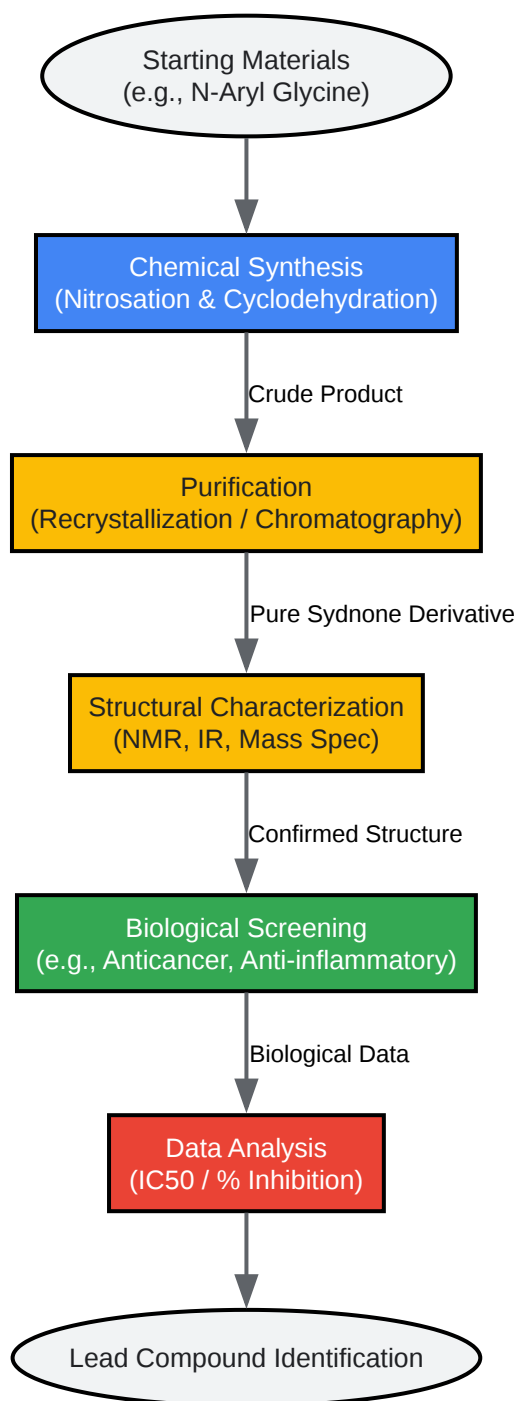 Starting Materials
(e.g., N-Aryl Glycine)
Chemical Synthesis
(Nitrosation & Cyclodehydration)
Crude Product
Purification
(Recrystallization / Chromatography)
Pure Sydnone Derivative
Structural Characterization
(NMR, IR, Mass Spec)
Confirmed Structure
Biological Screening
(e.g., Anticancer, Anti-inflammatory)
Biological Data
Data Analysis
(IC50 / % Inhibition)
Lead Compound Identification